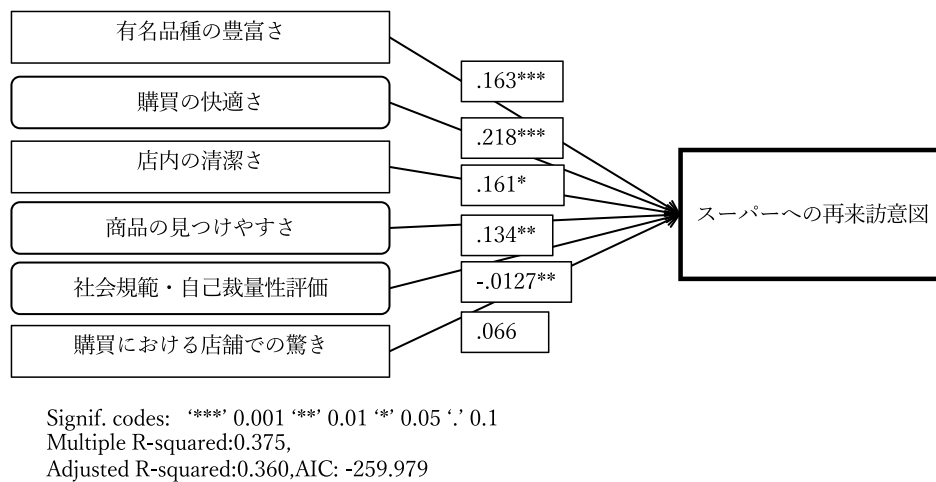 有名品種の豊富さ
.163***
購買の快適さ
.218***
店内の清潔さ
.161*
商品の見つけやすさ
.134**
社会規範・自己裁量性評価
-.0127**
購買における店舗での驚き
.066
スーパーへの再来訪意図
Signif. codes: ‘***’ 0.001 ‘**’ 0.01 ‘*’ 0.05 ‘.’ 0.1
Multiple R-squared:0.375,
Adjusted R-squared:0.360,AIC: -259.979